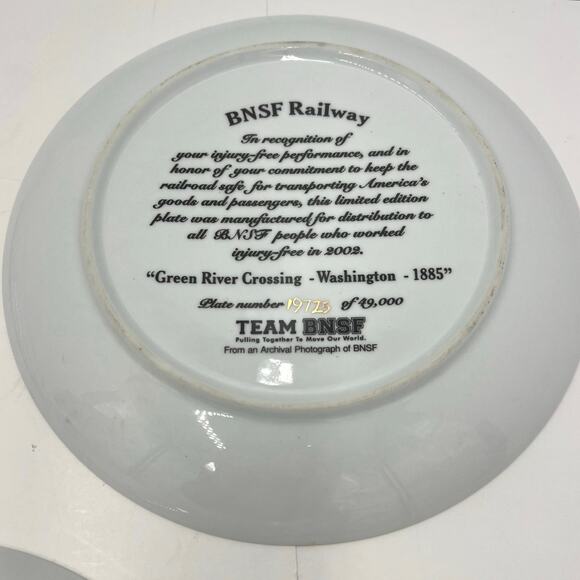 BNSF Railway
In recognition of
your injury-free performance, and in
honor of your commitment to keep the
railroad safe for transporting America's
goods and passengers, this limited edition
plate was manufactured for distribution to
all BNSF people who worked
injury-free in 2002.
"Green River Crossing - Washington - 1885"
Plate number 19725 of 49,000
TEAM BNSF
Pulling Together To Move Our World.
From an Archival Photograph of BNSF